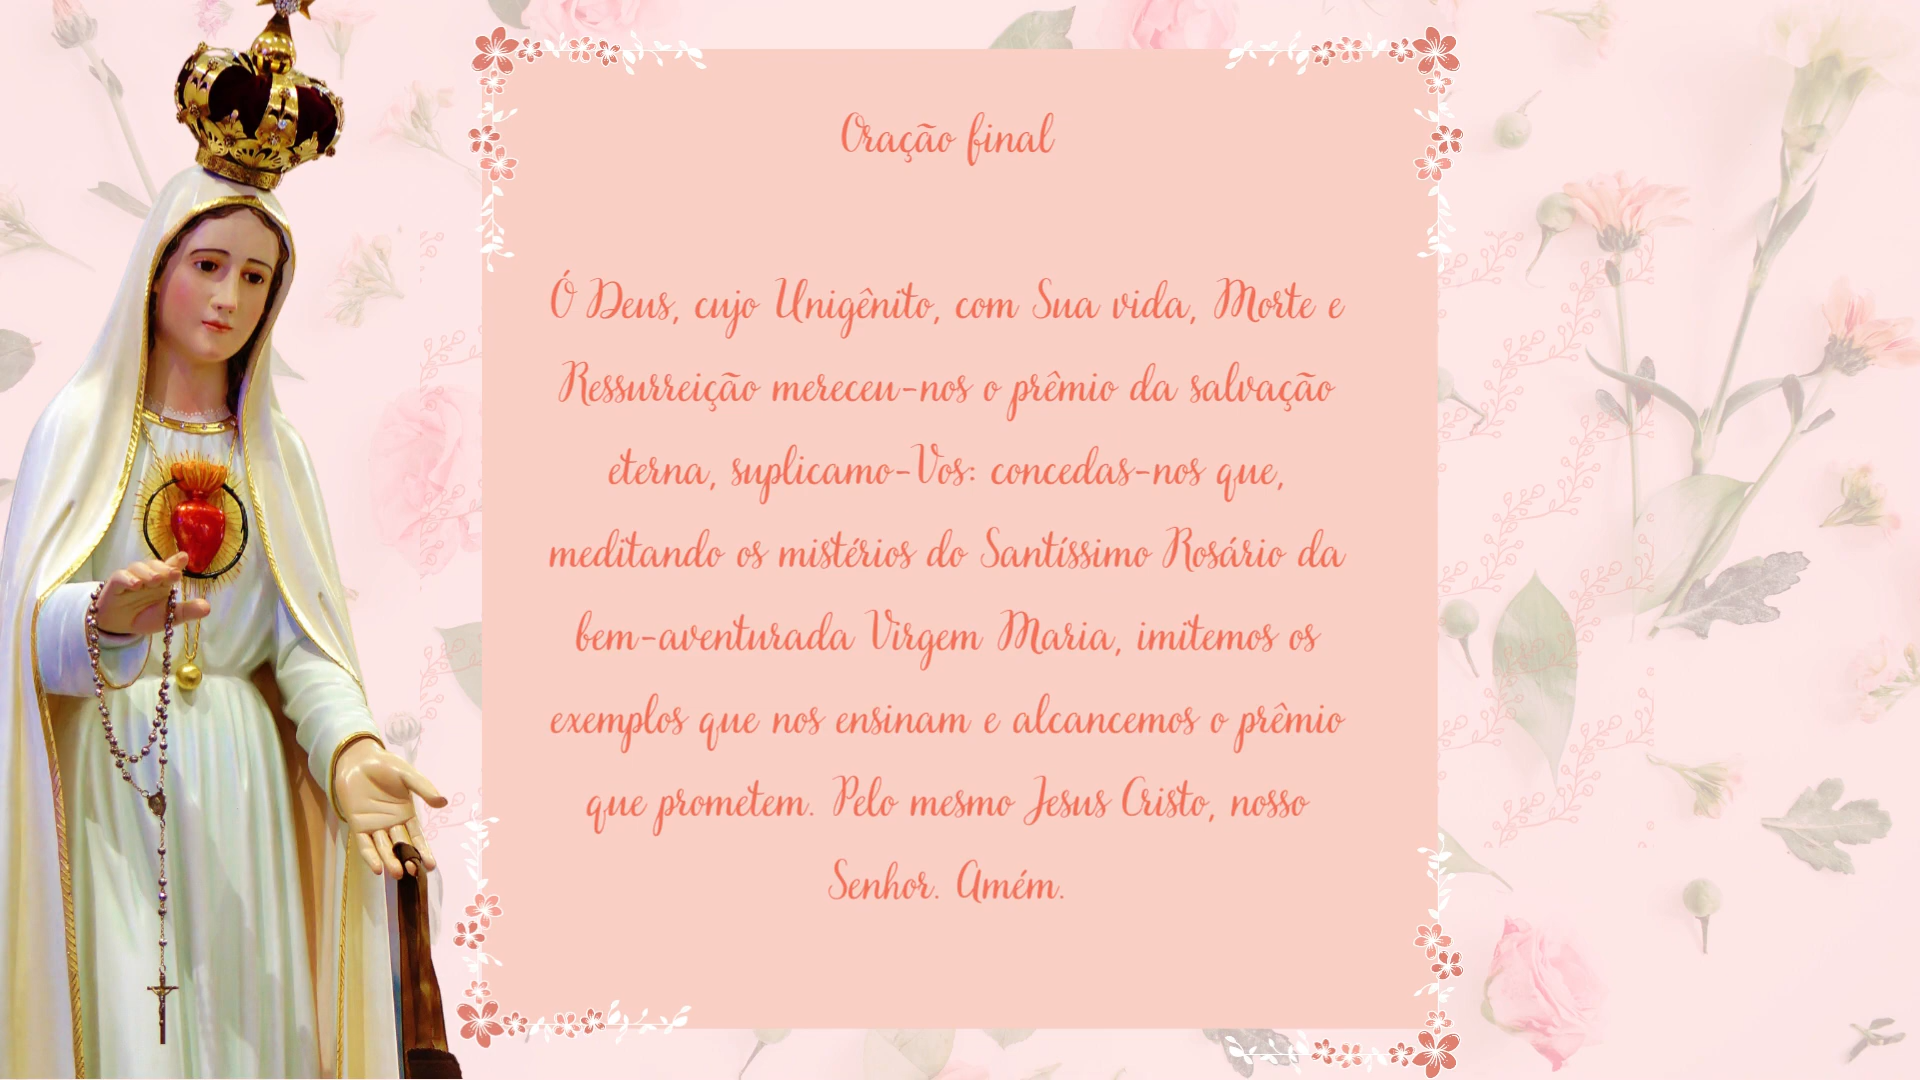 Oração final
Ó Deus, cujo Unigênito, com Sua vida, Morte e
Ressurreição mereceu-nos o prêmio da salvação
eterna, suplicamo-Vos: concedas-nos que,
meditando os mistérios do Santíssimo Rosário da
bem-aventurada Virgem Maria, imitemos os
exemplos que nos ensinam e alcancemos o prêmio
que prometem. Pelo mesmo Jesus Cristo, nosso
Senhor. Amém.